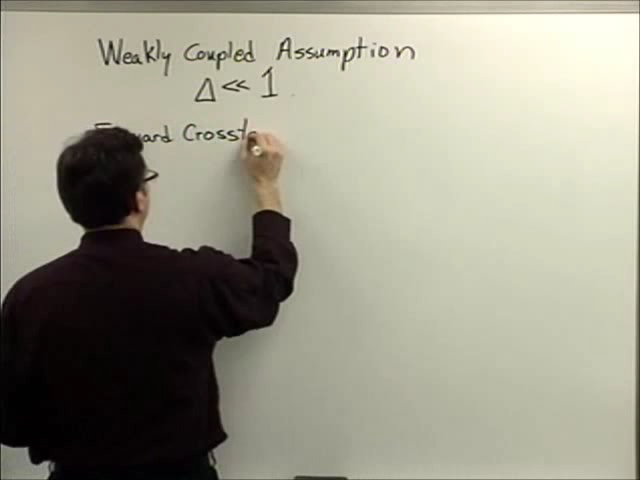 Weakly Coupled Assumption
Δ << 1
Crosst